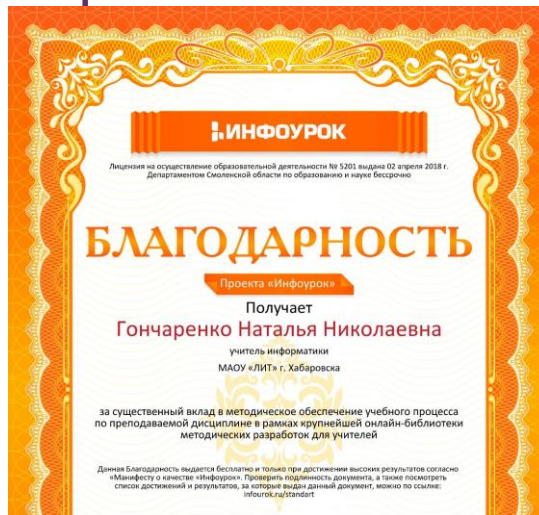 ИНФОУРОК
Лицензия на осуществление образовательной деятельности № 5201 выдана 02 апреля 2018 г.
Департаментом Смоленской области по образованию и науке бессрочно
БЛАГОДАРНОСТЬ
Проекта «Инфоурок»
Получает
Гончаренко Наталья Николаевна
учитель информатики
МАОУ «ЛИТ» г. Хабаровска
за существенный вклад в методическое обеспечение учебного процесса
по преподаваемой дисциплине в рамках крупнейшей онлайн-библиотеки
методических разработок для учителей
Данная Благодарность выдается бесплатно и только при достижении высоких результатов согласно
«Манифесту о качестве «Инфоурок». Проверить подлинность документа, а также посмотреть
список достижений и результатов, за которые выдан данный документ, можно по ссылке:
infourok.ru/standart